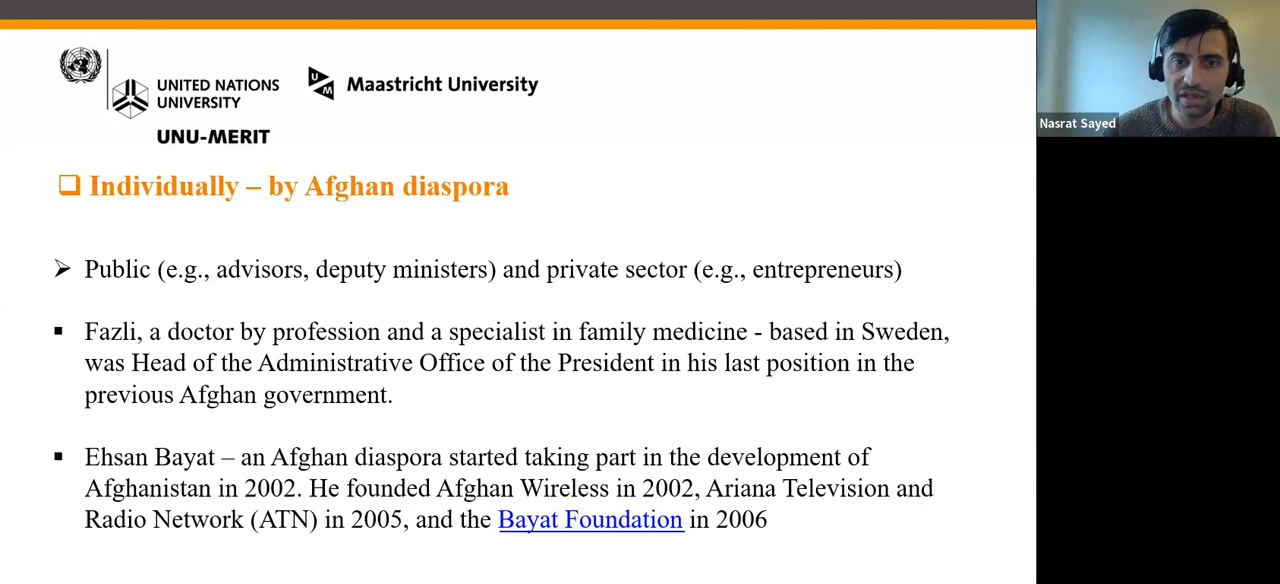 UNITED NATIONS
UNIVERSITY
UNU-MERIT
U
M
Maastricht University
Nasrat Sayed
❑ Individually – by Afghan diaspora
➢ Public (e.g., advisors, deputy ministers) and private sector (e.g., entrepreneurs)
▪ Fazli, a doctor by profession and a specialist in family medicine - based in Sweden,
was Head of the Administrative Office of the President in his last position in the
previous Afghan government.
▪ Ehsan Bayat – an Afghan diaspora started taking part in the development of
Afghanistan in 2002. He founded Afghan Wireless in 2002, Ariana Television and
Radio Network (ATN) in 2005, and the Bayat Foundation in 2006